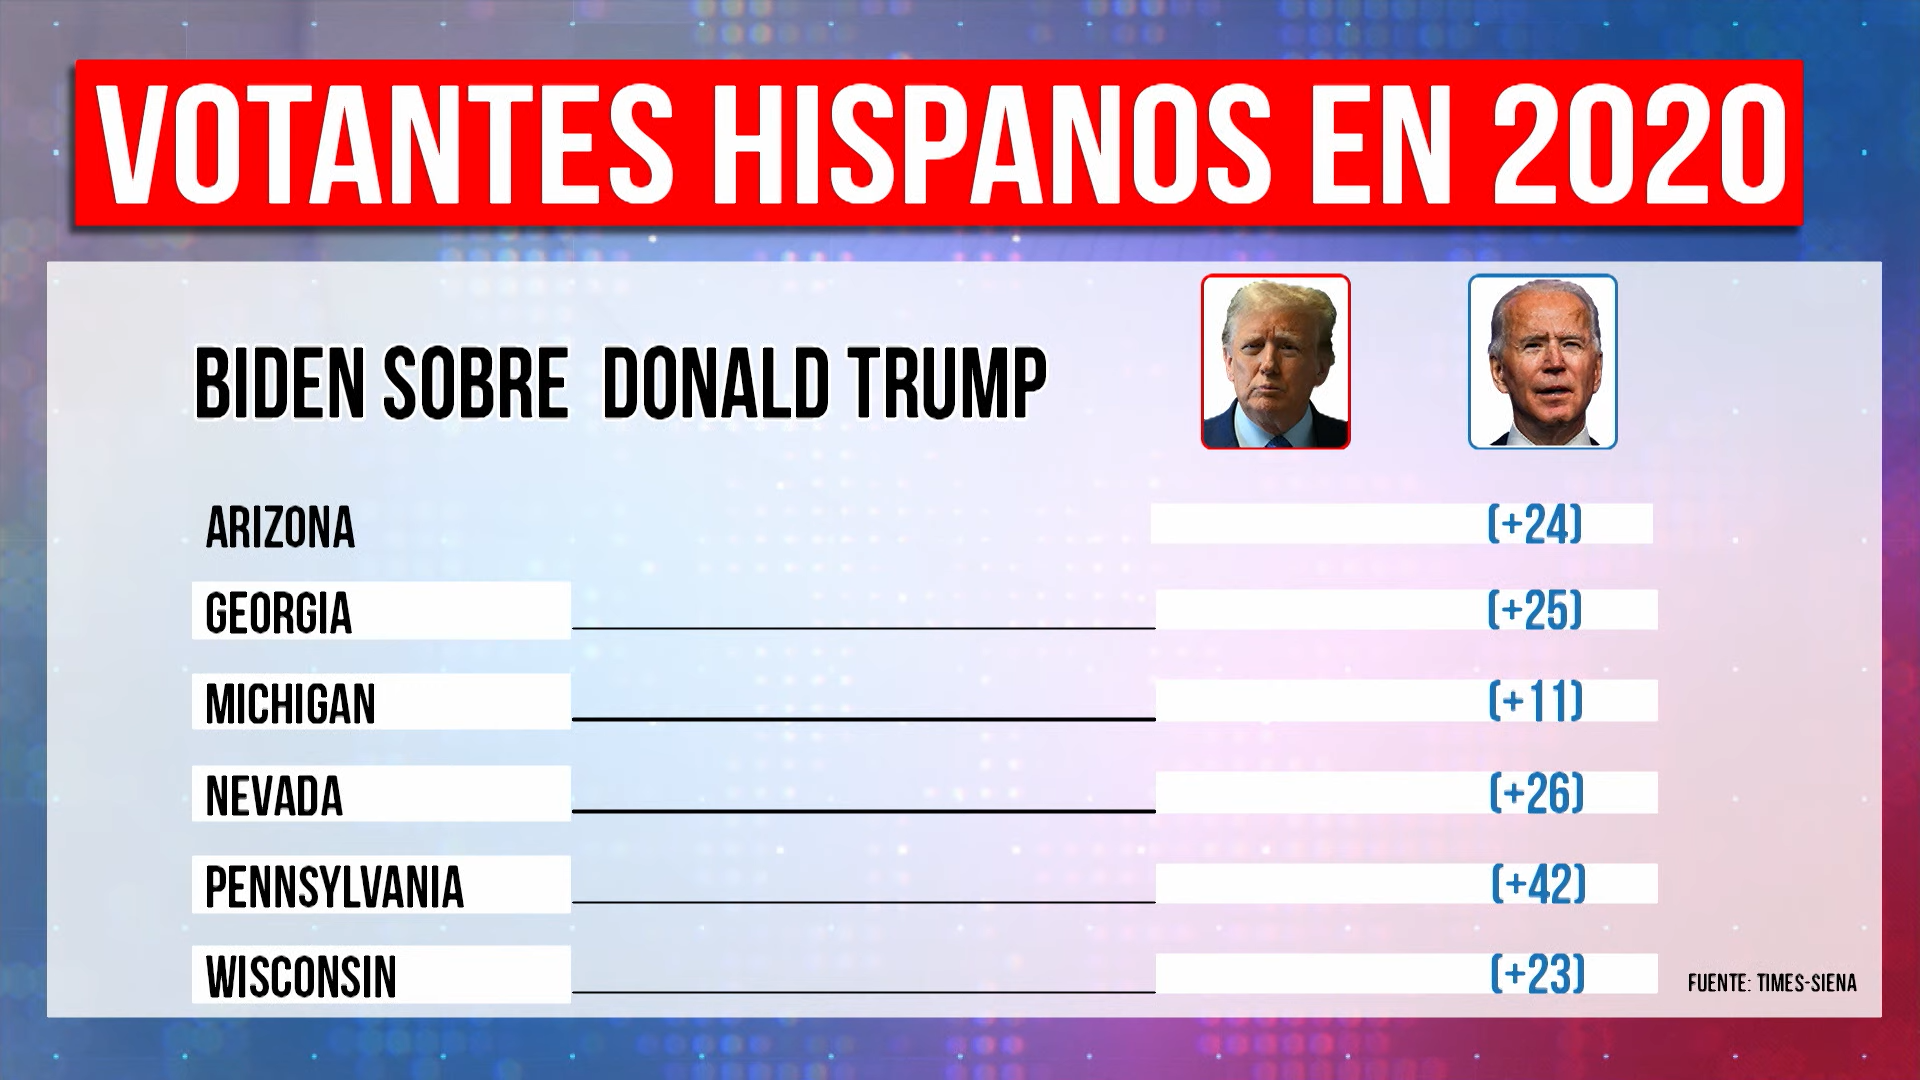 VOTANTES HISPANOS EN 2020
BIDEN SOBRE DONALD TRUMP
ARIZONA (+24)
GEORGIA (+25)
MICHIGAN (+11)
NEVADA (+26)
PENNSYLVANIA (+42)
WISCONSIN (+23)
FUENTE: TIMES-SIENA